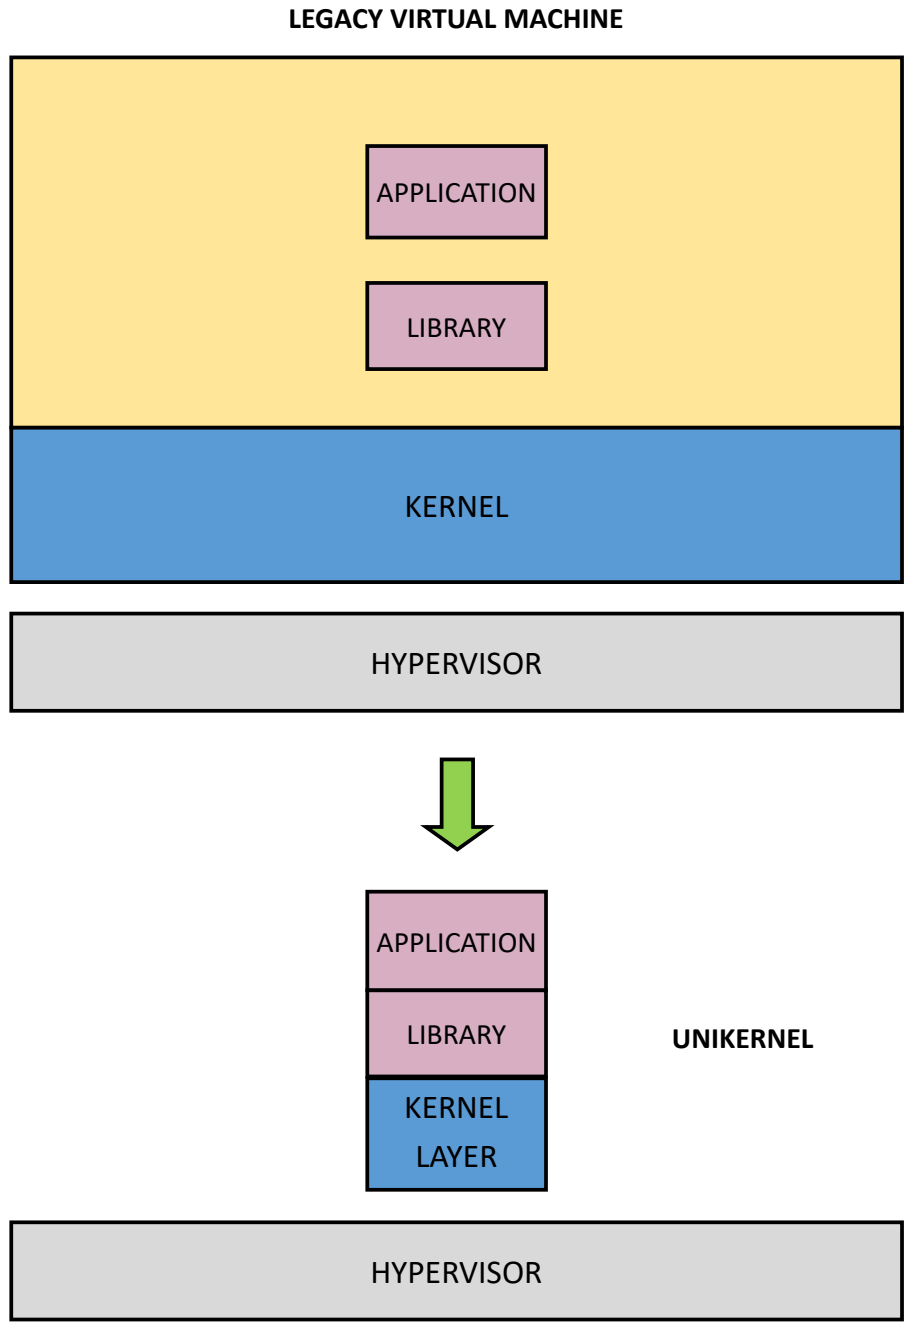 LEGACY VIRTUAL MACHINE
APPLICATION
LIBRARY
KERNEL
HYPERVISOR
APPLICATION
LIBRARY
UNIKERNEL
KERNEL
LAYER
HYPERVISOR